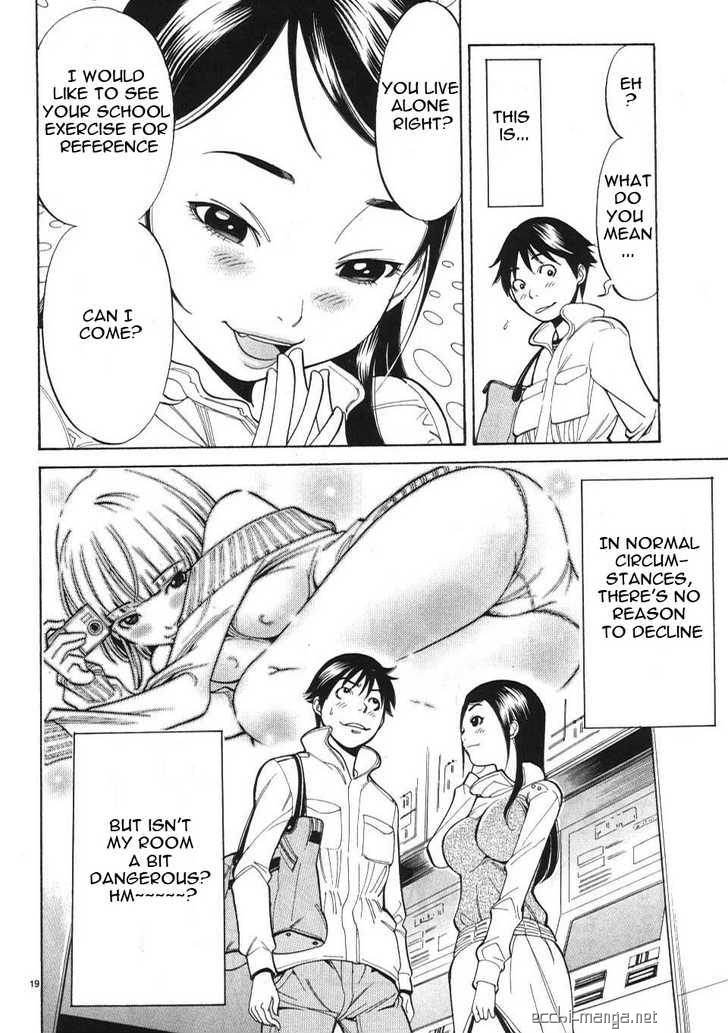 EH
?
WHAT
DO
YOU
MEAN
...
THIS
IS...
YOU LIVE
ALONE
RIGHT?
I WOULD
LIKE TO SEE
YOUR SCHOOL
EXERCISE FOR
REFERENCE
CAN I
COME?
IN NORMAL
CIRCUM-
STANCES,
THERE'S NO
REASON
TO DECLINE
BUT ISN'T
MY ROOM
A BIT
DANGEROUS?
HM~~~~~?
19
ecchi-manga.net